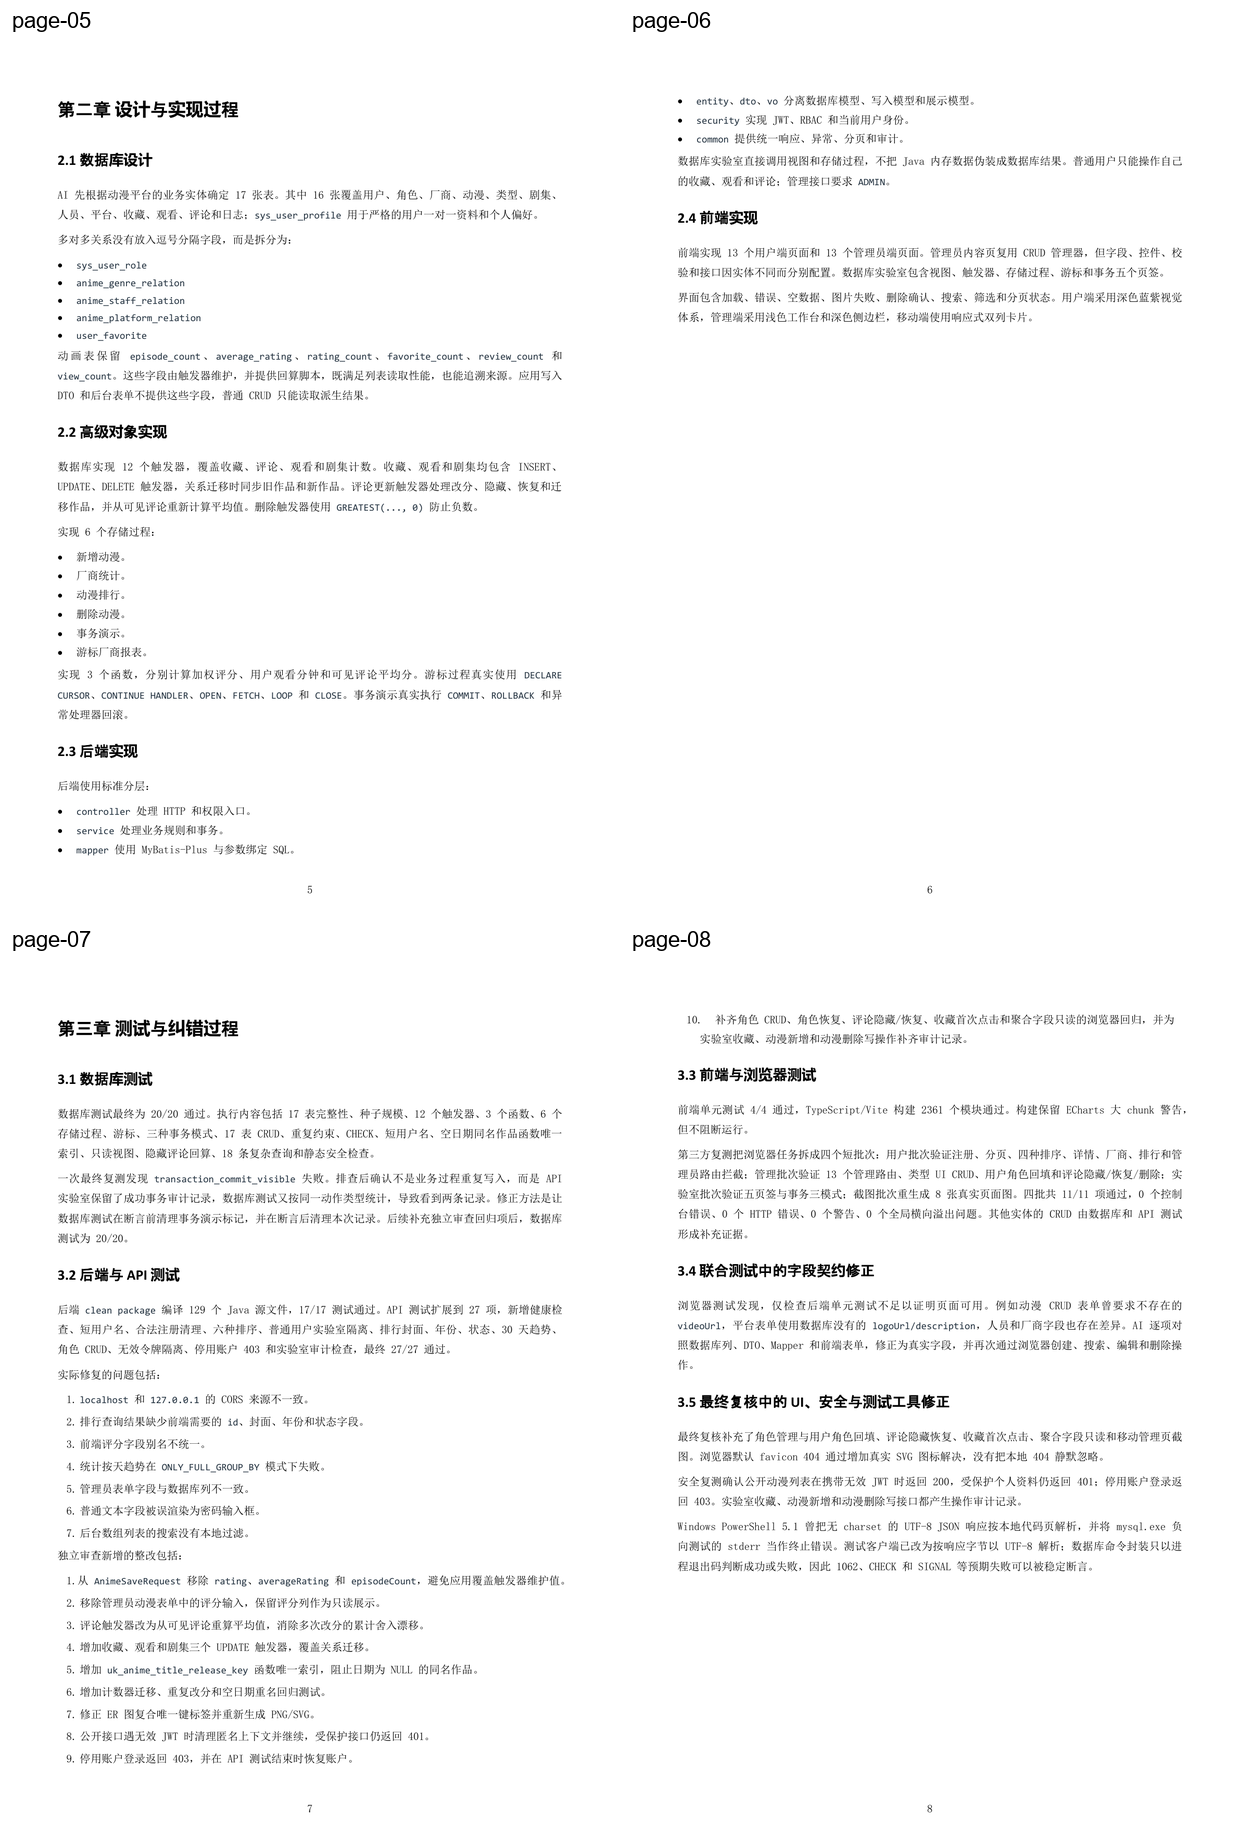 page-05
第二章 设计与实现过程
2.1 数据库设计
AI 先根据动漫平台的业务实体确定 17 张表。其中 16 张覆盖用户、角色、厂商、动漫、类型、剧集、
人员、平台、收藏、观看、评论和日志；sys_user_profile 用于严格的用户一对一资料和个人偏好。
多对多关系没有放入逗号分隔字段，而是拆分为：
• sys_user_role
• anime_genre_relation
• anime_staff_relation
• anime_platform_relation
• user_favorite
动画表保留 episode_count、average_rating、rating_count、favorite_count、review_count 和
view_count。这些字段由触发器维护，并提供回算脚本，既满足列表读取性能，也能追溯来源。应用写入
DTO 和后台表单不提供这些字段，普通 CRUD 只能读取派生结果。
2.2 高级对象实现
数据库实现 12 个触发器，覆盖收藏、评论、观看和剧集计数。收藏、观看和剧集均包含 INSERT、
UPDATE、DELETE 触发器，关系迁移时同步旧作品和新作品。评论更新触发器处理改分、隐藏、恢复和迁
移作品，并从可见评论重新计算平均值。删除触发器使用 GREATEST(..., 0) 防止负数。
实现 6 个存储过程：
• 新增动漫。
• 厂商统计。
• 动漫排行。
• 删除动漫。
• 事务演示。
• 游标厂商报表。
实现 3 个函数，分别计算加权评分、用户观看分钟和可见评论平均分。游标过程真实使用 DECLARE
CURSOR、CONTINUE HANDLER、OPEN、FETCH、LOOP 和 CLOSE。事务演示真实执行 COMMIT、ROLLBACK 和异
常处理器回滚。
2.3 后端实现
后端使用标准分层：
• controller 处理 HTTP 和权限入口。
• service 处理业务规则和事务。
• mapper 使用 MyBatis-Plus 与参数绑定 SQL。
5
page-06
• entity、dto、vo 分离数据库模型、写入模型和展示模型。
• security 实现 JWT、RBAC 和当前用户身份。
• common 提供统一响应、异常、分页和审计。
数据库实验室直接调用视图和存储过程，不把 Java 内存数据伪装成数据库结果。普通用户只能操作自己
的收藏、观看和评论；管理接口要求 ADMIN。
2.4 前端实现
前端实现 13 个用户端页面和 13 个管理员端页面。管理员内容页复用 CRUD 管理器，但字段、控件、校
验和接口因实体不同而分别配置。数据库实验室包含视图、触发器、存储过程、游标和事务五个页签。
界面包含加载、错误、空数据、图片失败、删除确认、搜索、筛选和分页状态。用户端采用深色蓝紫视觉
体系，管理端采用浅色工作台和深色侧边栏，移动端使用响应式双列卡片。
6
page-07
第三章 测试与纠错过程
3.1 数据库测试
数据库测试最终为 20/20 通过。执行内容包括 17 表完整性、种子规模、12 个触发器、3 个函数、6 个
存储过程、游标、三种事务模式、17 表 CRUD、重复约束、CHECK、短用户名、空日期同名作品函数唯一
索引、只读视图、隐藏评论回算、18 条复杂查询和静态安全检查。
一次最终复测发现 transaction_commit_visible 失败。排查后确认不是业务过程重复写入，而是 API
实验室保留了成功事务审计记录，数据库测试又按同一动作类型统计，导致看到两条记录。修正方法是让
数据库测试在断言前清理事务演示标记，并在断言后清理本次记录。后续补充独立审查回归项后，数据库
测试为 20/20。
3.2 后端与 API 测试
后端 clean package 编译 129 个 Java 源文件，17/17 测试通过。API 测试扩展到 27 项，新增健康检
查、短用户名、合法注册清理、六种排序、普通用户实验室隔离、排行封面、年份、状态、30 天趋势、
角色 CRUD、无效令牌隔离、停用账户 403 和实验室审计检查，最终 27/27 通过。
实际修复的问题包括：
1. localhost 和 127.0.0.1 的 CORS 来源不一致。
2. 排行查询结果缺少前端需要的 id、封面、年份和状态字段。
3. 前端评分字段别名不统一。
4. 统计按天趋势在 ONLY_FULL_GROUP_BY 模式下失败。
5. 管理员表单字段与数据库列不一致。
6. 普通文本字段被误渲染为密码输入框。
7. 后台数组列表的搜索没有本地过滤。
独立审查新增的整改包括：
1. 从 AnimeSaveRequest 移除 rating、averageRating 和 episodeCount，避免应用覆盖触发器维护值。
2. 移除管理员动漫表单中的评分输入，保留评分列作为只读展示。
3. 评论触发器改为从可见评论重算平均值，消除多次改分的累计舍入漂移。
4. 增加收藏、观看和剧集三个 UPDATE 触发器，覆盖关系迁移。
5. 增加 uk_anime_title_release_key 函数唯一索引，阻止日期为 NULL 的同名作品。
6. 增加计数器迁移、重复改分和空日期重名回归测试。
7. 修正 ER 图复合唯一键标签并重新生成 PNG/SVG。
8. 公开接口遇无效 JWT 时清理匿名上下文并继续，受保护接口仍返回 401。
9. 停用账户登录返回 403，并在 API 测试结束时恢复账户。
7
page-08
10. 补齐角色 CRUD、角色恢复、评论隐藏/恢复、收藏首次点击和聚合字段只读的浏览器回归，并为
实验室收藏、动漫新增和动漫删除写操作补齐审计记录。
3.3 前端与浏览器测试
前端单元测试 4/4 通过，TypeScript/Vite 构建 2361 个模块通过。构建保留 ECharts 大 chunk 警告，
但不阻断运行。
第三方复测把浏览器任务拆成四个短批次：用户批次验证注册、分页、四种排序、详情、厂商、排行和管
理员路由拦截；管理批次验证 13 个管理路由、类型 UI CRUD、用户角色回填和评论隐藏/恢复/删除；实
验室批次验证五页签与事务三模式；截图批次重生成 8 张真实页面图。四批共 11/11 项通过，0 个控制
台错误、0 个 HTTP 错误、0 个警告、0 个全局横向溢出问题。其他实体的 CRUD 由数据库和 API 测试
形成补充证据。
3.4 联合测试中的字段契约修正
浏览器测试发现，仅检查后端单元测试不足以证明页面可用。例如动漫 CRUD 表单曾要求不存在的
videoUrl，平台表单使用数据库没有的 logoUrl/description，人员和厂商字段也存在差异。AI 逐项对
照数据库列、DTO、Mapper 和前端表单，修正为真实字段，并再次通过浏览器创建、搜索、编辑和删除操
作。
3.5 最终复核中的 UI、安全与测试工具修正
最终复核补充了角色管理与用户角色回填、评论隐藏恢复、收藏首次点击、聚合字段只读和移动管理页截
图。浏览器默认 favicon 404 通过增加真实 SVG 图标解决，没有把本地 404 静默忽略。
安全复测确认公开动漫列表在携带无效 JWT 时返回 200，受保护个人资料仍返回 401；停用账户登录返
回 403。实验室收藏、动漫新增和动漫删除写接口都产生操作审计记录。
Windows PowerShell 5.1 曾把无 charset 的 UTF-8 JSON 响应按本地代码页解析，并将 mysql.exe 负
向测试的 stderr 当作终止错误。测试客户端已改为按响应字节以 UTF-8 解析；数据库命令封装只以进
程退出码判断成功或失败，因此 1062、CHECK 和 SIGNAL 等预期失败可以被稳定断言。
8